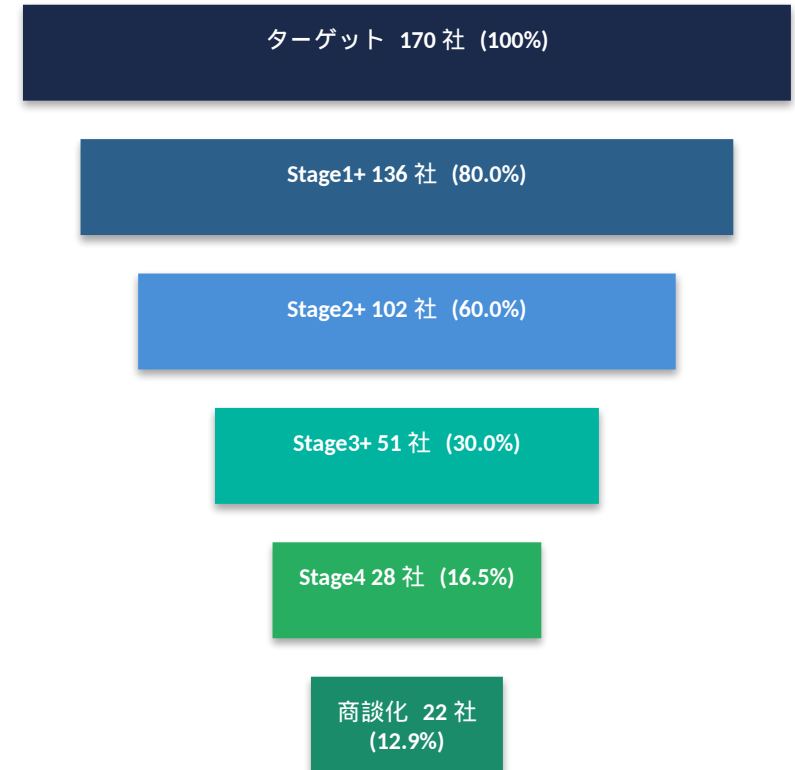 ターゲット 170 社 (100%)
Stage1+ 136 社 (80.0%)
Stage2+ 102 社 (60.0%)
Stage3+ 51 社 (30.0%)
Stage4 28 社 (16.5%)
商談化 22 社
(12.9%)